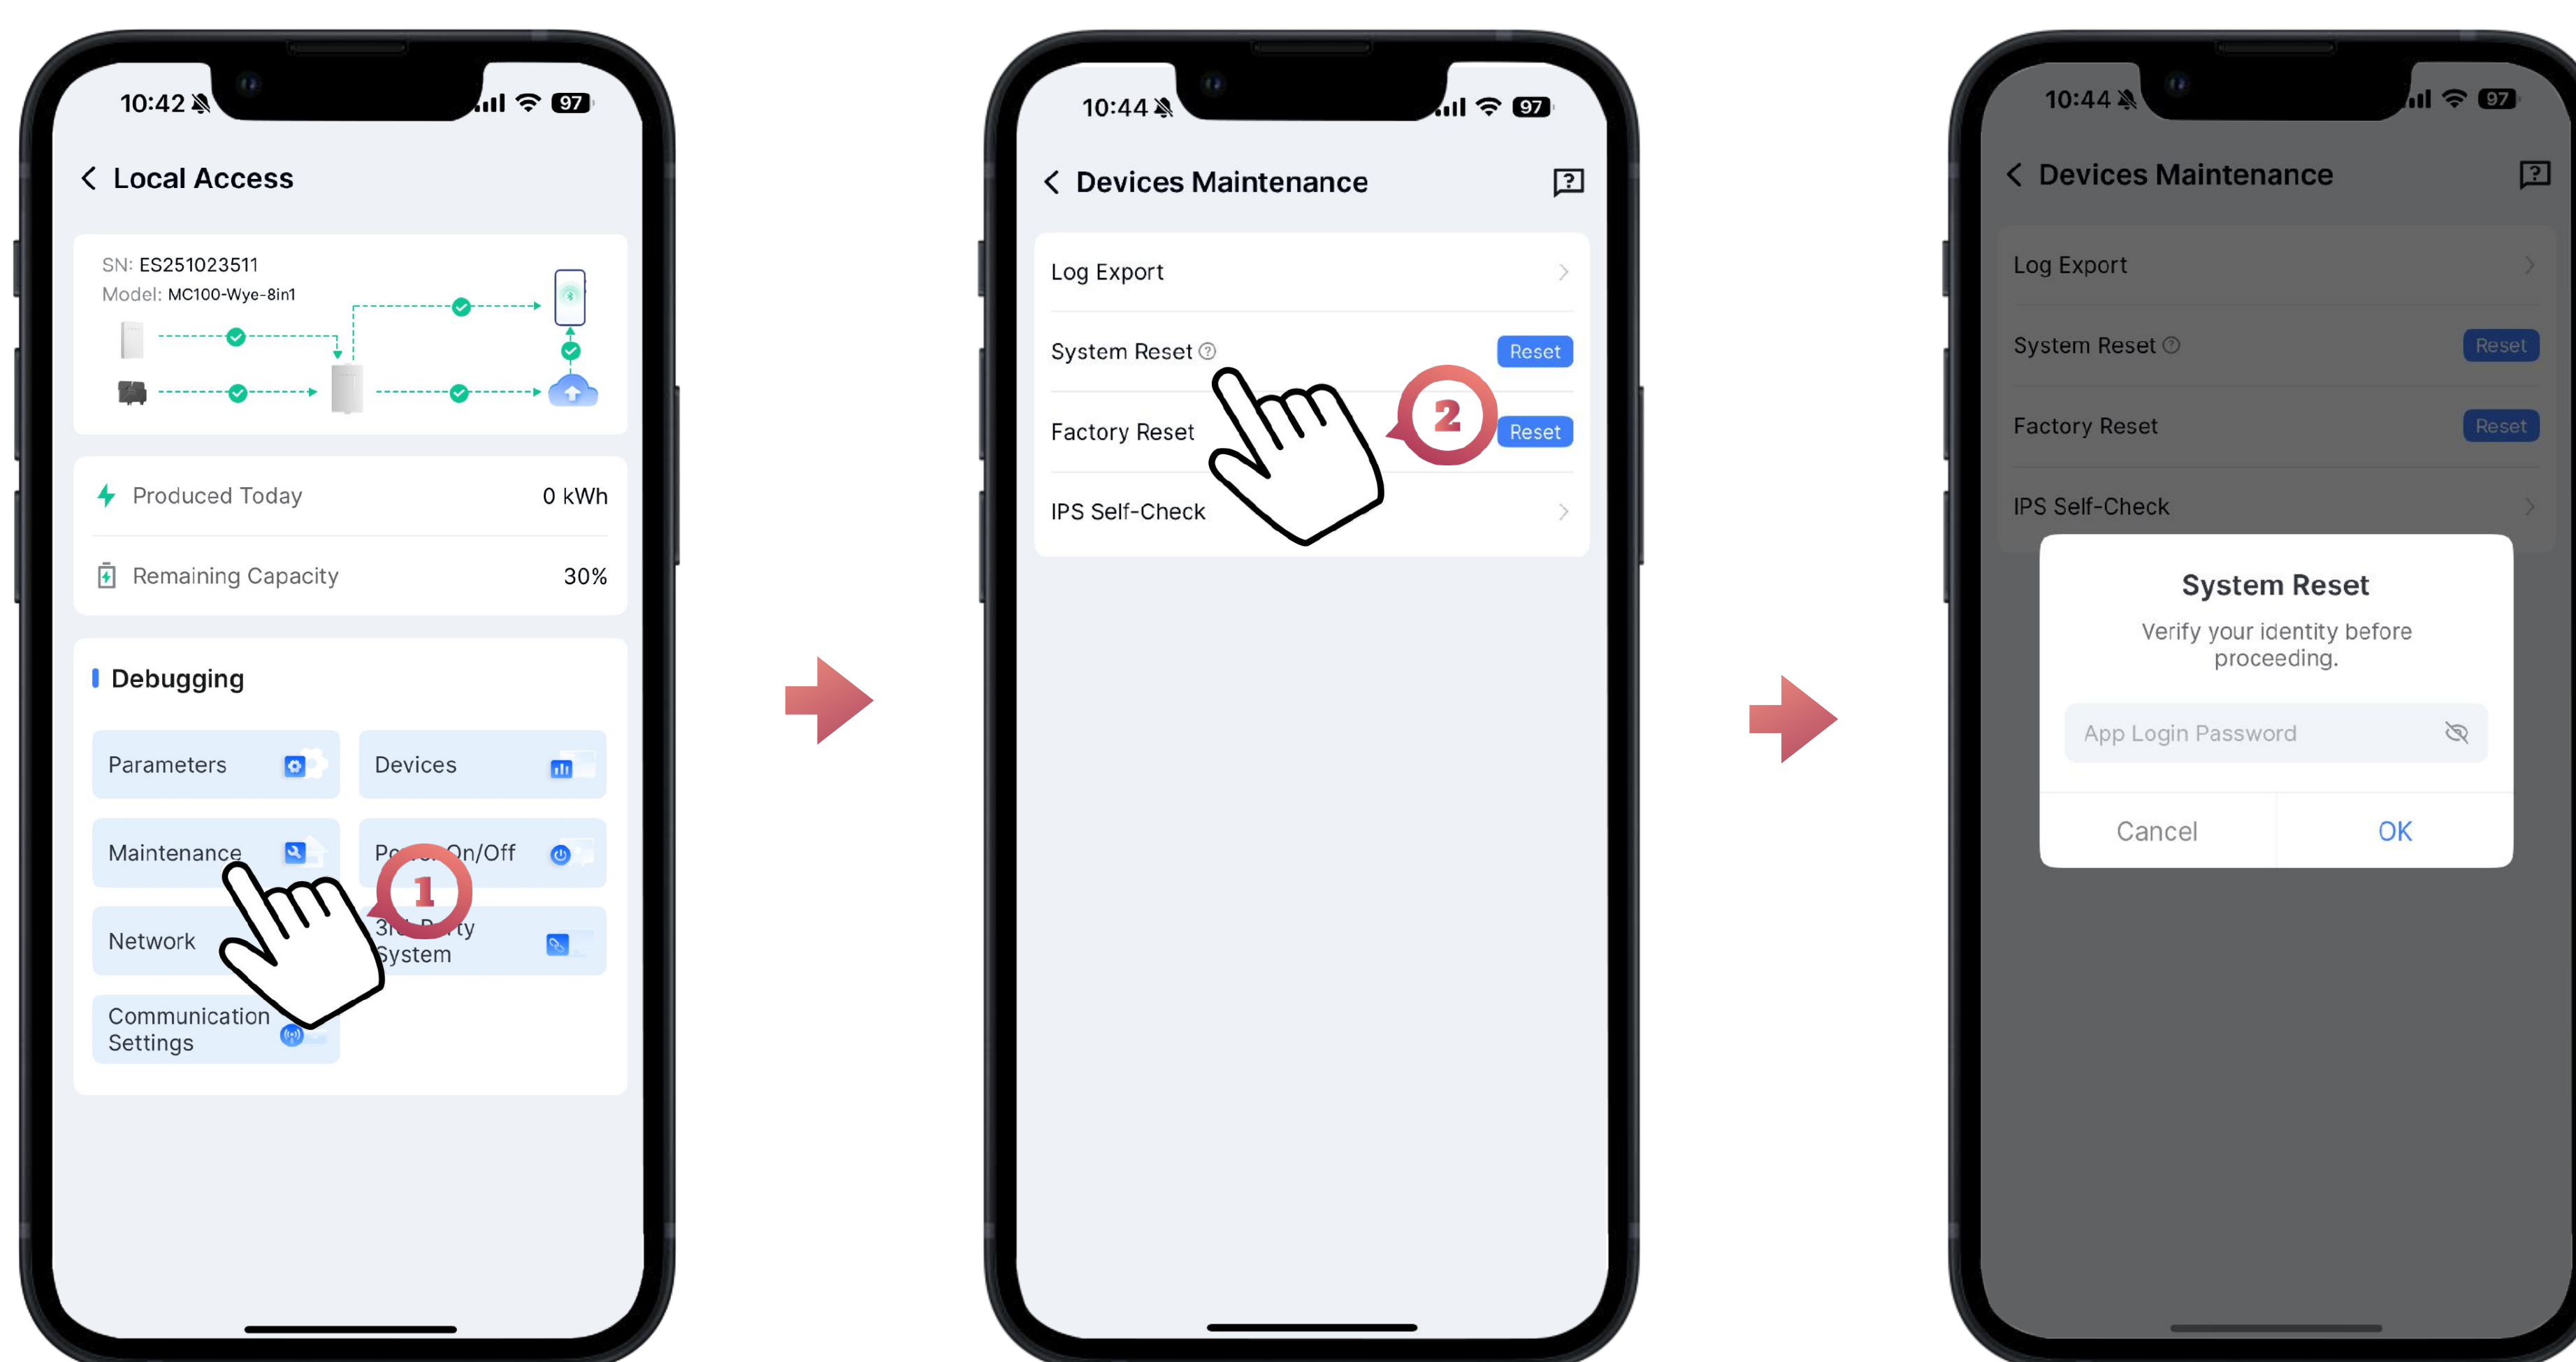 10:42
97
Local Access
SN: ES251023511
Model: MC100-Wye-8in1
Produced Today
0 kWh
Remaining Capacity
30%
Debugging
Parameters
Devices
Maintenance
On/Off
1
Network
System
Communication
Settings
10:44
97
Devices Maintenance
?
Log Export
System Reset ?
Reset
2
Factory Reset
Reset
IPS Self-Check
10:44
97
Devices Maintenance
?
Log Export
System Reset ?
Reset
Factory Reset
Reset
IPS Self-Check
System Reset
Verify your identity before
proceeding.
App Login Password
Cancel
OK